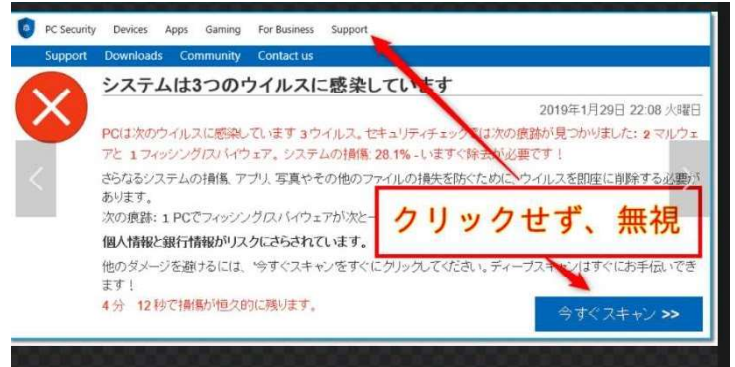 PC Security Devices Apps Gaming For Business Support
Support Downloads Community Contact us
システムは3つのウイルスに感染しています
2019年1月29日 22:08 火曜日
PCは次のウイルスに感染しています 3ウイルス。セキュリティチェックでは次の痕跡が見つかりました: 2 マルウェ
アと 1 フィッシング/スパイウェア。システムの損傷: 28.1% - いますぐ除去が必要です！
さらなるシステムの損傷、アプリ、写真やその他のファイルの損失を防ぐために、ウイルスを即座に削除する必要が
あります。
次の痕跡: 1 PCでフィッシング/スパイウェアが次と一
クリックせず、無視
個人情報と銀行情報がリスクにさらされています。
他のダメージを避けるには、'今すぐスキャン'をすぐにクリックしてください。ディープスキャンはすぐにお手伝いでき
ます！
4分 12秒で損傷が恒久的に残ります。
今すぐスキャン >>